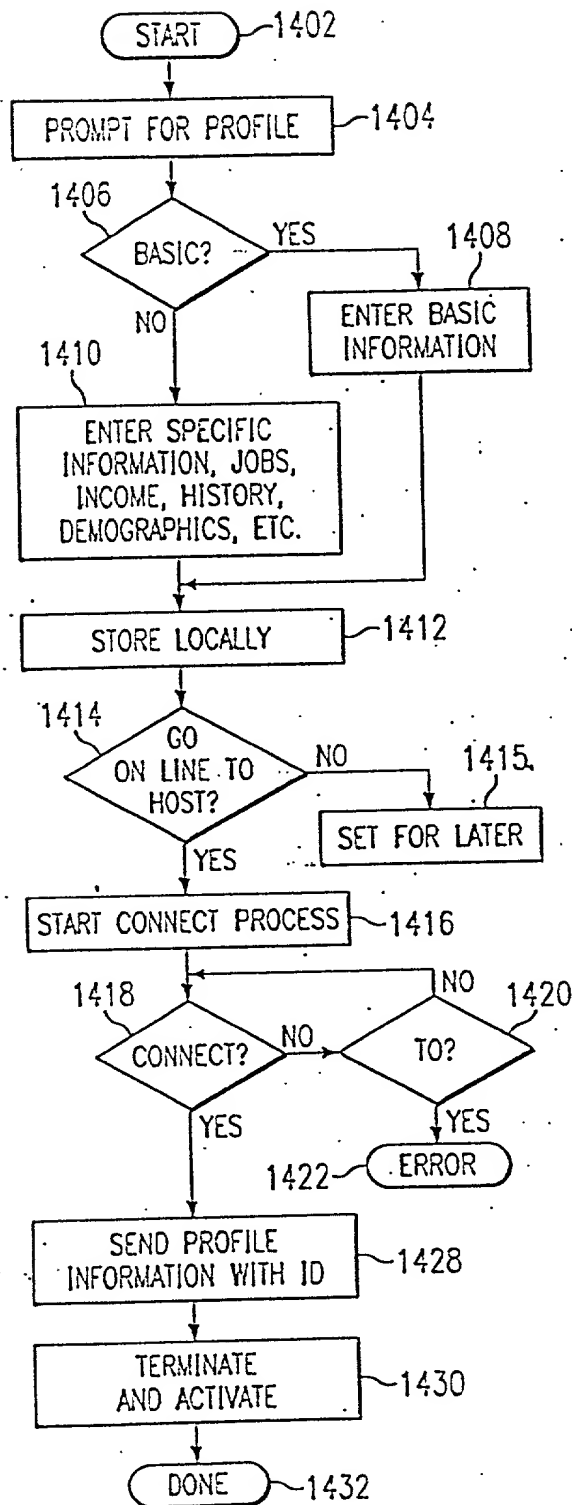 START 1402
PROMPT FOR PROFILE 1404
1406
BASIC? YES
NO
1408
ENTER BASIC
INFORMATION
1410
ENTER SPECIFIC
INFORMATION, JOBS,
INCOME, HISTORY,
DEMOGRAPHICS, ETC.
STORE LOCALLY 1412
1414
GO
ON LINE TO
HOST?
NO
YES
1415
SET FOR LATER
START CONNECT PROCESS 1416
1418
CONNECT? NO
YES
NO
1420
TO?
YES
1422 ERROR
SEND PROFILE
INFORMATION WITH ID
1428
TERMINATE
AND ACTIVATE
1430
DONE 1432